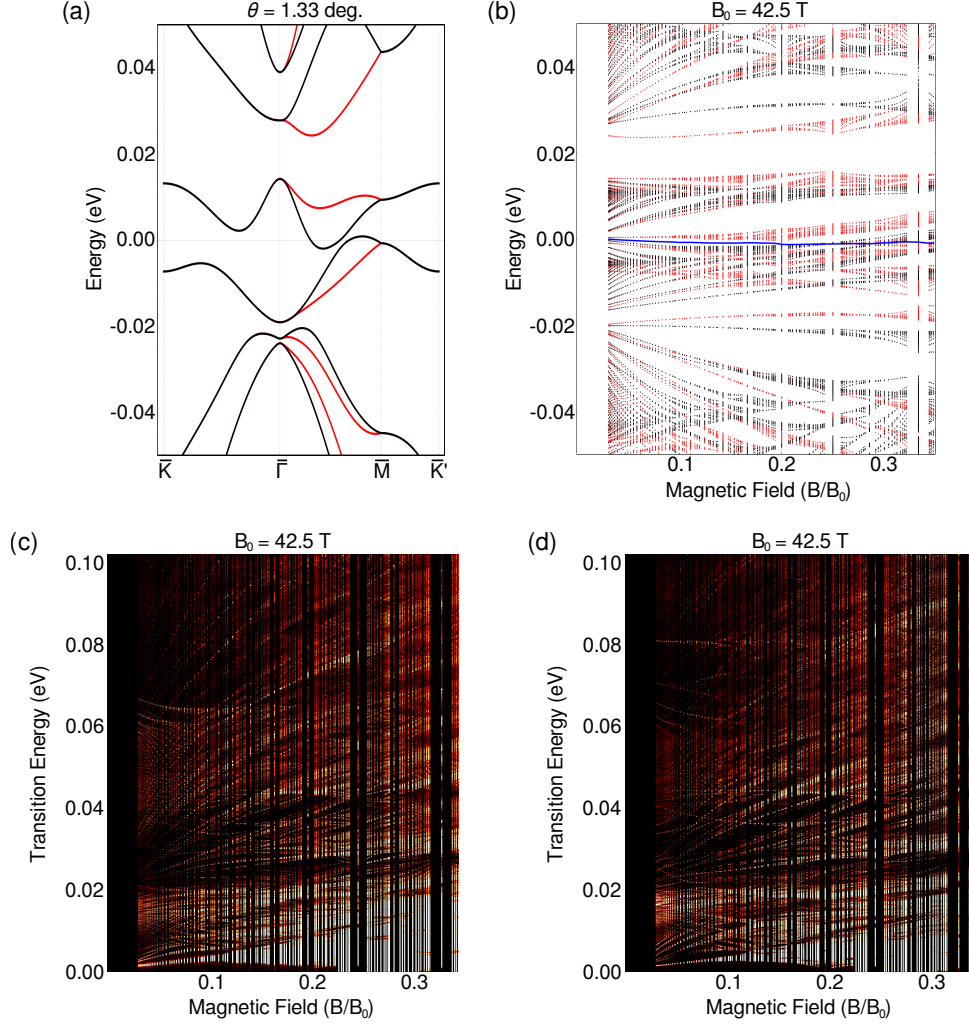 (a)
θ = 1.33 deg.
Energy (eV)
0.04
0.02
0.00
-0.02
-0.04
K̅ Γ̅ M̅ K̅'
(b)
B₀ = 42.5 T
Energy (eV)
0.04
0.02
0.00
-0.02
-0.04
0.1 0.2 0.3
Magnetic Field (B/B₀)
(c)
B₀ = 42.5 T
Transition Energy (eV)
0.10
0.08
0.06
0.04
0.02
0.00
0.1 0.2 0.3
Magnetic Field (B/B₀)
(d)
B₀ = 42.5 T
Transition Energy (eV)
0.10
0.08
0.06
0.04
0.02
0.00
0.1 0.2 0.3
Magnetic Field (B/B₀)